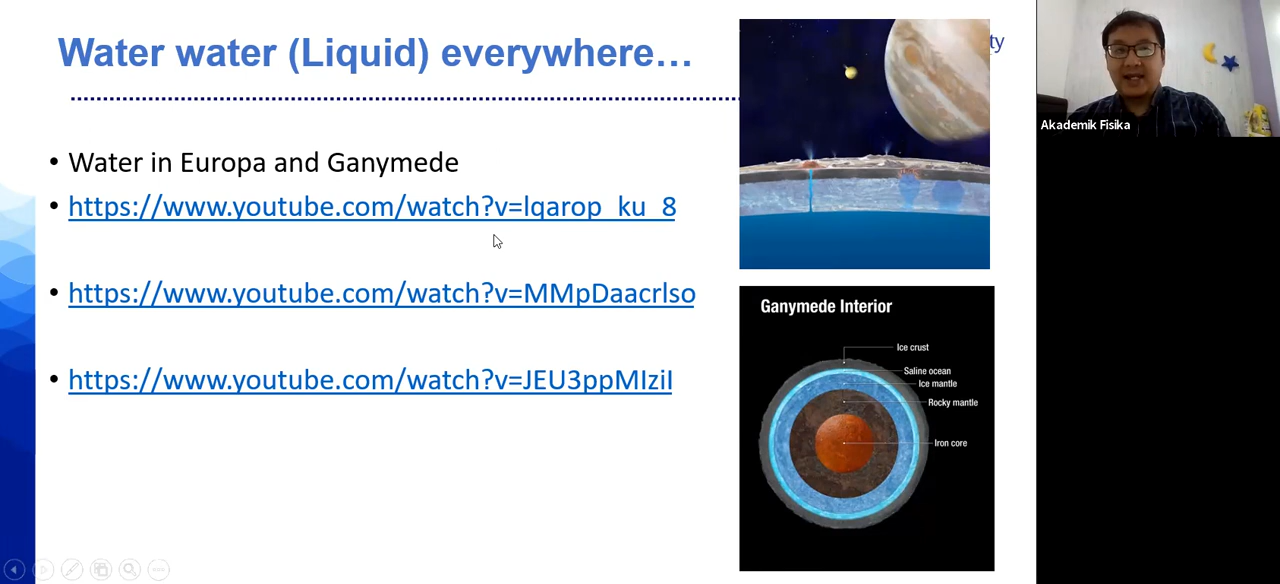 Water water (Liquid) everywhere…
ty
• Water in Europa and Ganymede
• https://www.youtube.com/watch?v=lqarop_ku_8
• https://www.youtube.com/watch?v=MMpDaacrlso
• https://www.youtube.com/watch?v=JEU3ppMIziI
Ganymede Interior
Ice crust
Saline ocean
Ice mantle
Rocky mantle
Iron core
Akademik Fisika